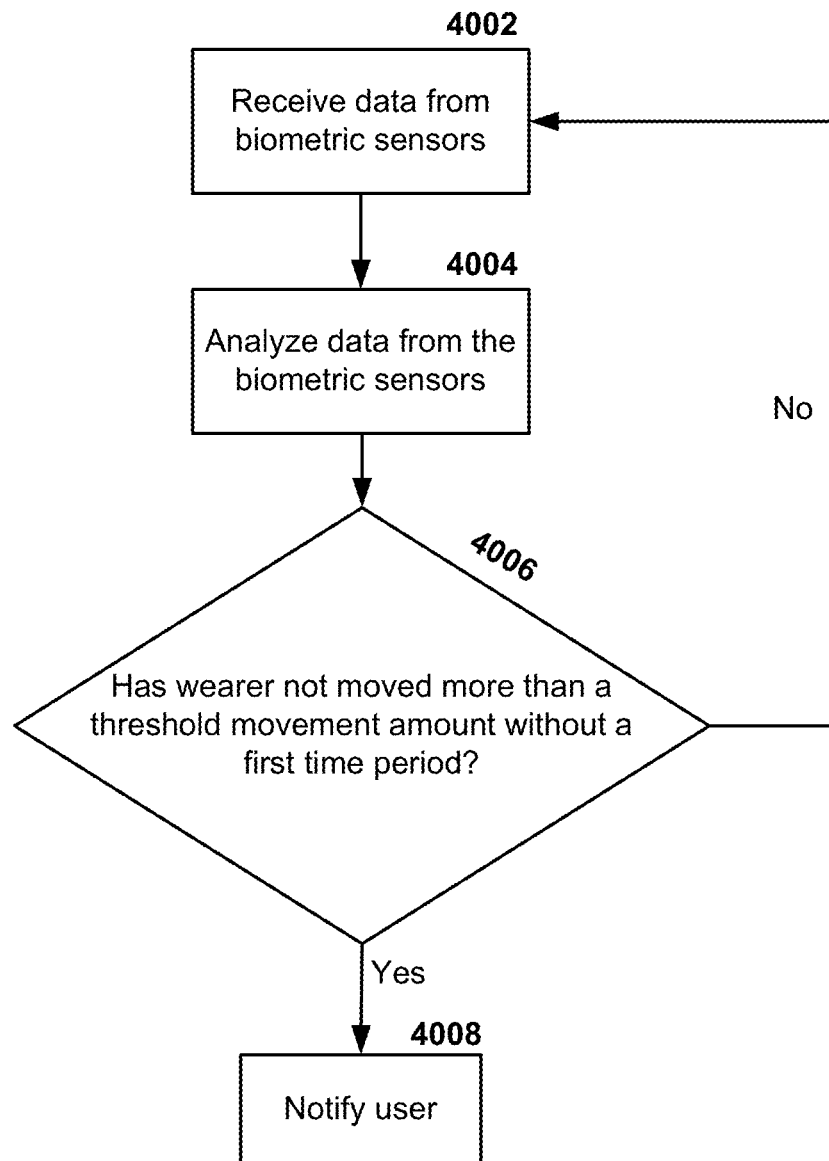 4002
Receive data from
biometric sensors
4004
Analyze data from the
biometric sensors
No
4006
Has wearer not moved more than a
threshold movement amount without a
first time period?
Yes
4008
Notify user